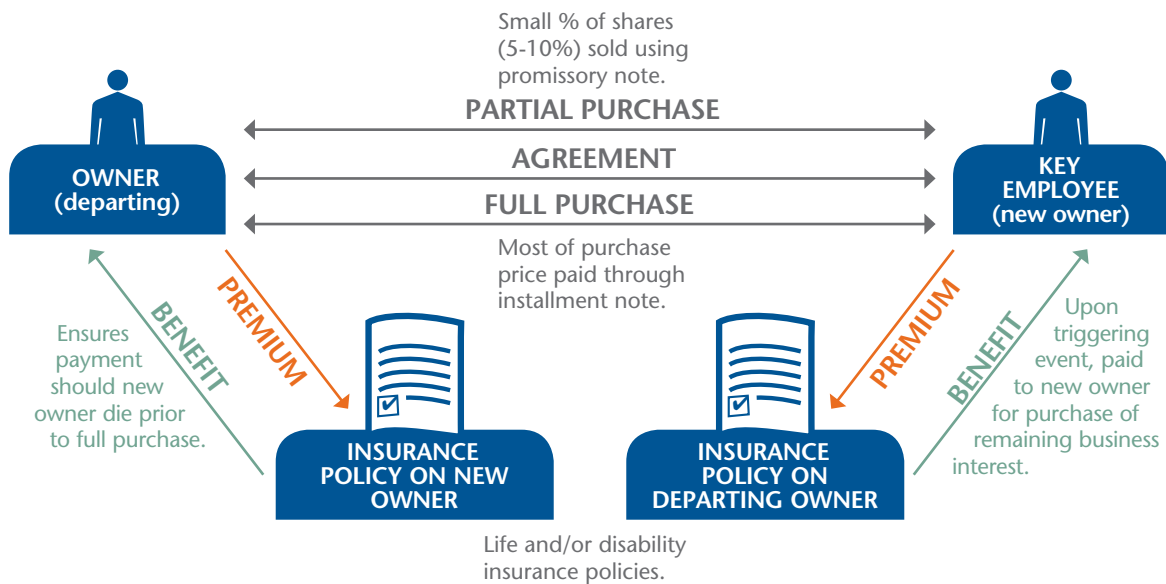 Small % of shares
(5-10%) sold using
promissory note.
PARTIAL PURCHASE
AGREEMENT
FULL PURCHASE
Most of purchase
price paid through
installment note.
OWNER
(departing)
KEY
EMPLOYEE
(new owner)
BENEFIT
PREMIUM
Ensures
payment
should new
owner die prior
to full purchase.
PREMIUM
BENEFIT
Upon
triggering
event, paid
to new owner
for purchase of
remaining business
interest.
INSURANCE
POLICY ON NEW
OWNER
INSURANCE
POLICY ON
DEPARTING OWNER
Life and/or disability
insurance policies.